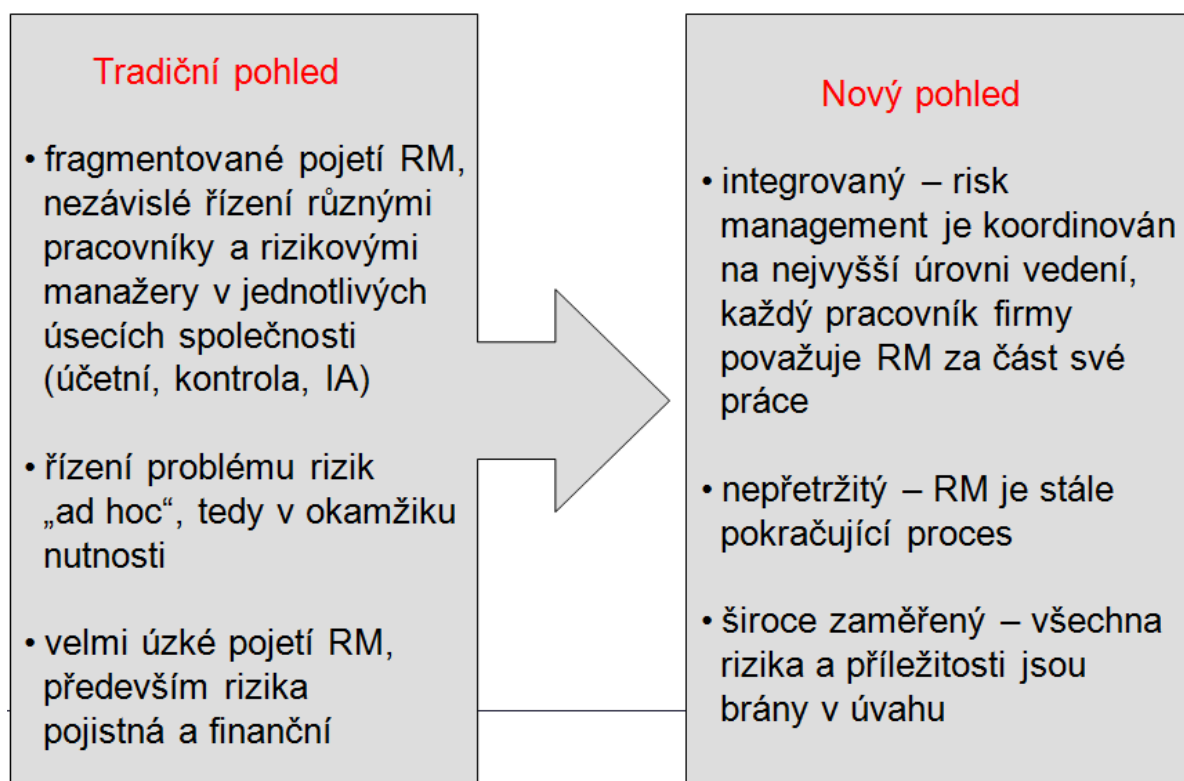 Tradiční pohled
• fragmentované pojetí RM,
nezávislé řízení různými
pracovníky a rizikovými
manažery v jednotlivých
úsecích společnosti
(účetní, kontrola, IA)
• řízení problému rizik
„ad hoc“, tedy v okamžiku
nutnosti
• velmi úzké pojetí RM,
především rizika
pojistná a finanční
Nový pohled
• integrovaný – risk
management je koordinován
na nejvyšší úrovni vedení,
každý pracovník firmy
považuje RM za část své
práce
• nepřetržitý – RM je stále
pokračující proces
• široce zaměřený – všechna
rizika a příležitosti jsou
brány v úvahu